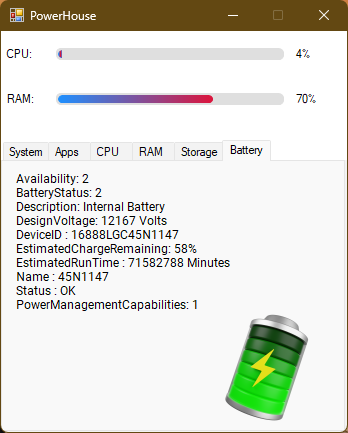 PowerHouse
CPU: 4%
RAM: 70%
System Apps CPU RAM Storage Battery
Availability: 2
BatteryStatus: 2
Description: Internal Battery
DesignVoltage: 12167 Volts
DeviceID : 16888LGC45N1147
EstimatedChargeRemaining: 58%
EstimatedRunTime : 71582788 Minutes
Name : 45N1147
Status : OK
PowerManagementCapabilities: 1